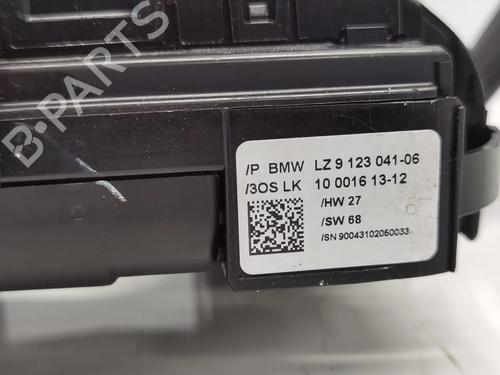 /P BMW LZ 9 123 041-06
/3OS LK 10 0016 13-12
/HW 27
/SW 68
/SN 90043102050033
B-PARTS